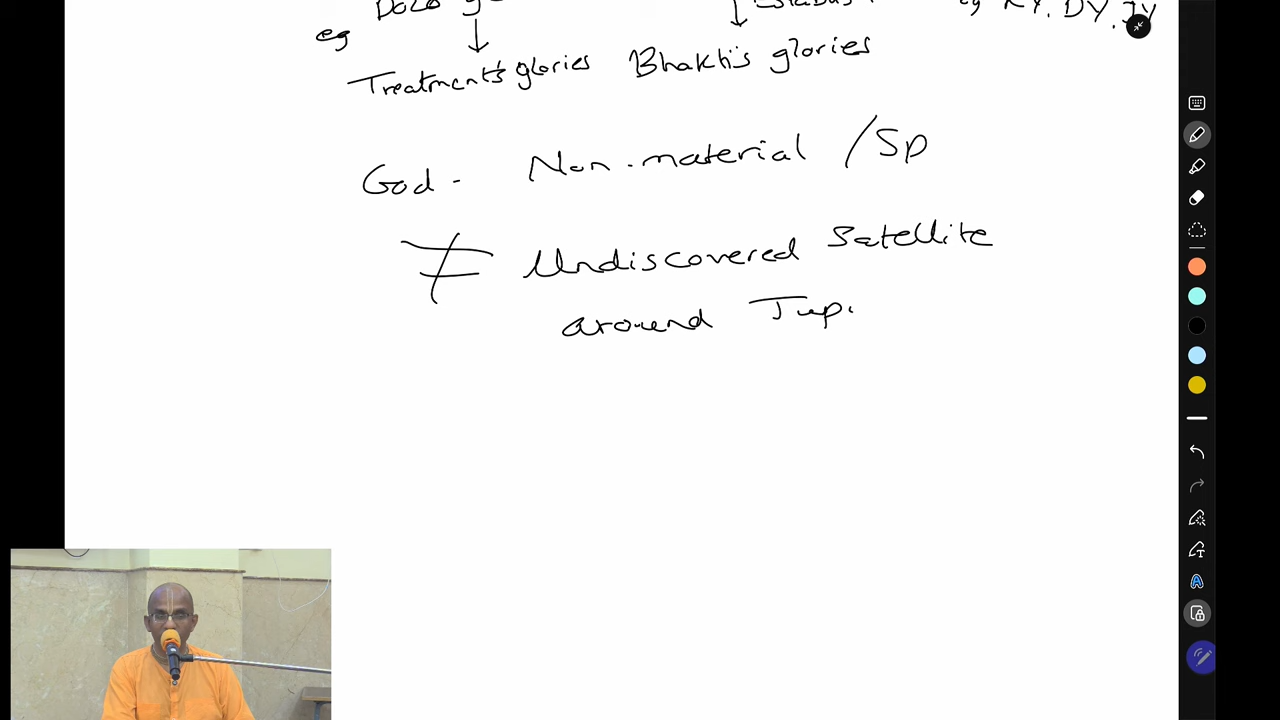 eg
Treatment's glories Bhakti's glories
God - Non-material / Sp
≠ Undiscovered Satellite
around Jup.